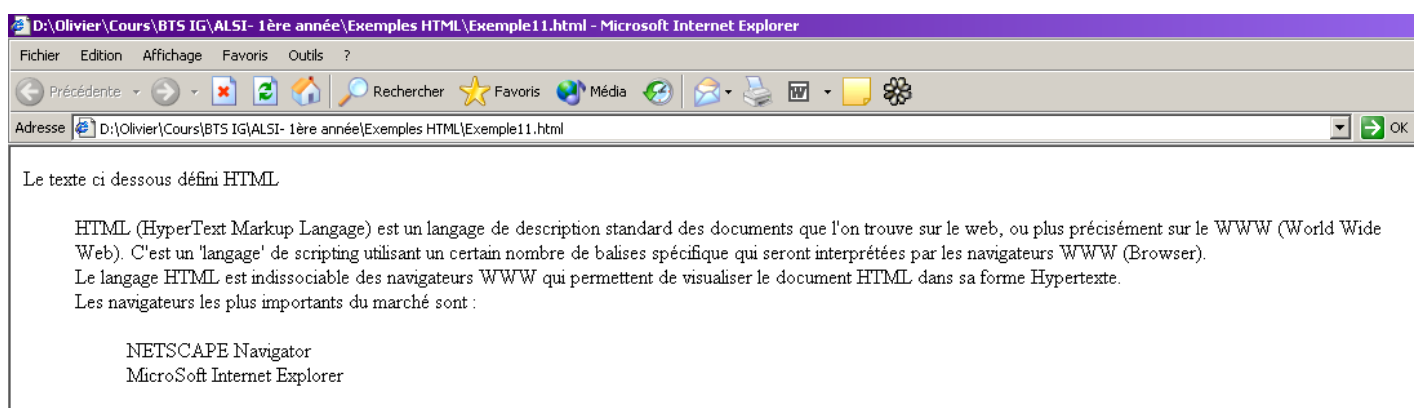 D:\Olivier\Cours\BTS IG\ALSI- 1ère année\Exemples HTML\Exemple11.html - Microsoft Internet Explorer
Fichier Edition Affichage Favoris Outils ?
Précédente Rechercher Favoris Média
Adresse D:\Olivier\Cours\BTS IG\ALSI- 1ère année\Exemples HTML\Exemple11.html OK
Le texte ci dessous défini HTML
HTML (HyperText Markup Langage) est un langage de description standard des documents que l'on trouve sur le web, ou plus précisément sur le WWW (World Wide
Web). C'est un 'langage' de scripting utilisant un certain nombre de balises spécifique qui seront interprétées par les navigateurs WWW (Browser).
Le langage HTML est indissociable des navigateurs WWW qui permettent de visualiser le document HTML dans sa forme Hypertexte.
Les navigateurs les plus importants du marché sont :
NETSCAPE Navigator
MicroSoft Internet Explorer